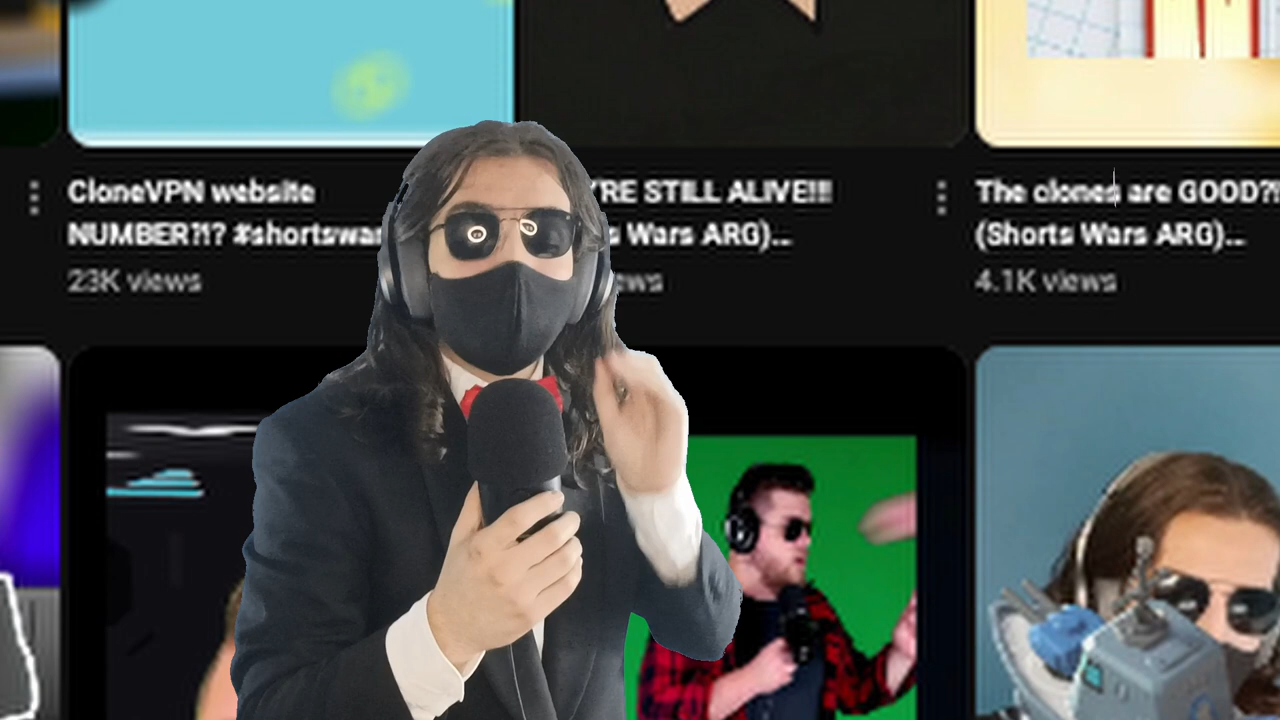 CloneVPN website
NUMBER?!? #shortswar
'RE STILL ALIVE!!!
The clones are GOOD?!
(Shorts Wars ARG)...
s Wars ARG)...
23K views
ews
4.1K views